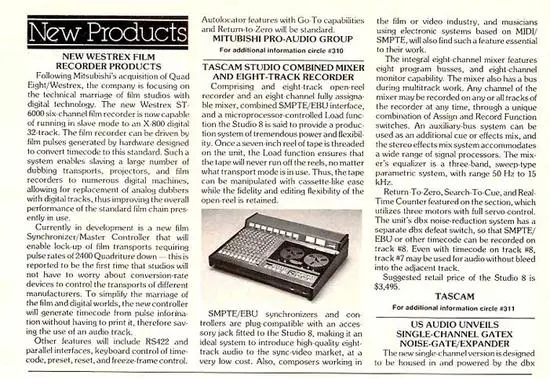 New Products
NEW WESTREX FILM
RECORDER PRODUCTS
Following Mitsubishi's acquisition of Quad
Eight/Westrex, the company is focusing on
the technical marriage of film studios with
digital technology. The new Westrex ST-
6000 six-channel film recorder is now capable
of running in slave mode to an X-800 digital
32-track. The film recorder can be driven by
film pulses generated by hardware designed
to convert timecode to this standard. Such a
system enables slaving a large number of
dubbing transports, projectors, and film
recorders to numerous digital machines,
allowing for replacement of analog dubbers
with digital tracks, thus improving the overall
performance of the standard film chain pres-
ently in use.
Currently in development is a new film
Synchronizer/Master Controller that will
enable lock-up of film transports requiring
pulse rates of 2400 Quadriture down — this is
reported to be the first time that studios will
not have to worry about conversion-rate
devices to control the transports of different
manufacturers. To simplify the marriage of
the film and digital worlds, the new controller
will generate timecode from pulse informa-
tion without having to print it, therefore sav-
ing the use of an audio track.
Other features will include RS422 and
parallel interfaces, keyboard control of time-
code, preset, reset, and freeze-frame control.
Autolocator features with Go-To capabilities
and Return-to-Zero will be standard.
MITUBISHI PRO-AUDIO GROUP
For additional information circle #310
TASCAM STUDIO COMBINED MIXER
AND EIGHT-TRACK RECORDER
Comprising and eight-track open-reel
recorder and an eight channel fully assigna-
ble mixer, combined SMPTE/EBU interface,
and a microprocessor-controlled Load func-
tion the Studio 8 is said to provide a produc-
tion system of tremendous power and flexibil-
ity. Once a seven-inch reel of tape is threaded
on the unit, the Load function ensures that
the tape will never run off the reels, no matter
what transport mode is in use. Thus, the tape
can be manipulated with cassette-like ease
while the fidelity and editing flexibility of the
open-reel is retained.
SMPTE/EBU synchronizers and con-
trollers are plug-compatible with an acces-
sory jack fitted to the Studio 8, making it an
ideal system to introduce high-quality eight-
track audio to the sync-video market, at a
very low cost. Also, composers working in
the film or video industry, and musicians
using electronic systems based on MIDI/
SMPTE, will also find such a feature essential
to their work.
The integral eight-channel mixer features
eight program busses, and eight-channel
monitor capability. The mixer also has a bus
during multitrack work. Any channel of the
mixer may be recorded on any or all tracks of
the recorder at any time, through a unique
combination of Assign and Record Function
switches. An auxiliary-bus system can be
used as an additional cue or effects mix, and
the stereo effects mix system accommodates
a wide range of signal processors. The mix-
er's equalizer is a three-band, sweep-type
parametric system, with range 50 Hz to 15
kHz.
Return-To-Zero, Search-To-Cue, and Real-
Time Counter featured on the section, which
utilizes three motors with full servo control.
The unit's dbx noise-reduction system has a
separate dbx defeat switch, so that SMPTE/
EBU or other timecode can be recorded on
track #8. Even with timecode on track #8,
track #7 may be used for audio without bleed
into the adjacent track.
Suggested retail price of the Studio 8 is
$3,495.
TASCAM
For additional information circle #311
US AUDIO UNVEILS
SINGLE-CHANNEL GATEX
NOISE-GATE/EXPANDER
The new single-channel version is designed
to be housed in and powered by the dbx